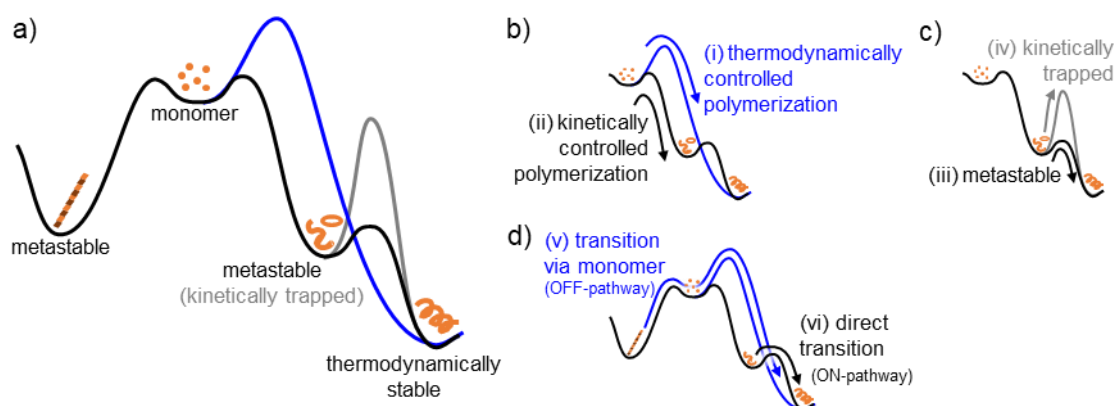 a)
monomer
metastable
metastable
(kinetically trapped)
thermodynamically
stable
b)
(i) thermodynamically
controlled
polymerization
(ii) kinetically
controlled
polymerization
c)
(iv) kinetically
trapped
(iii) metastable
d)
(v) transition
via monomer
(OFF-pathway)
(vi) direct
transition
(ON-pathway)